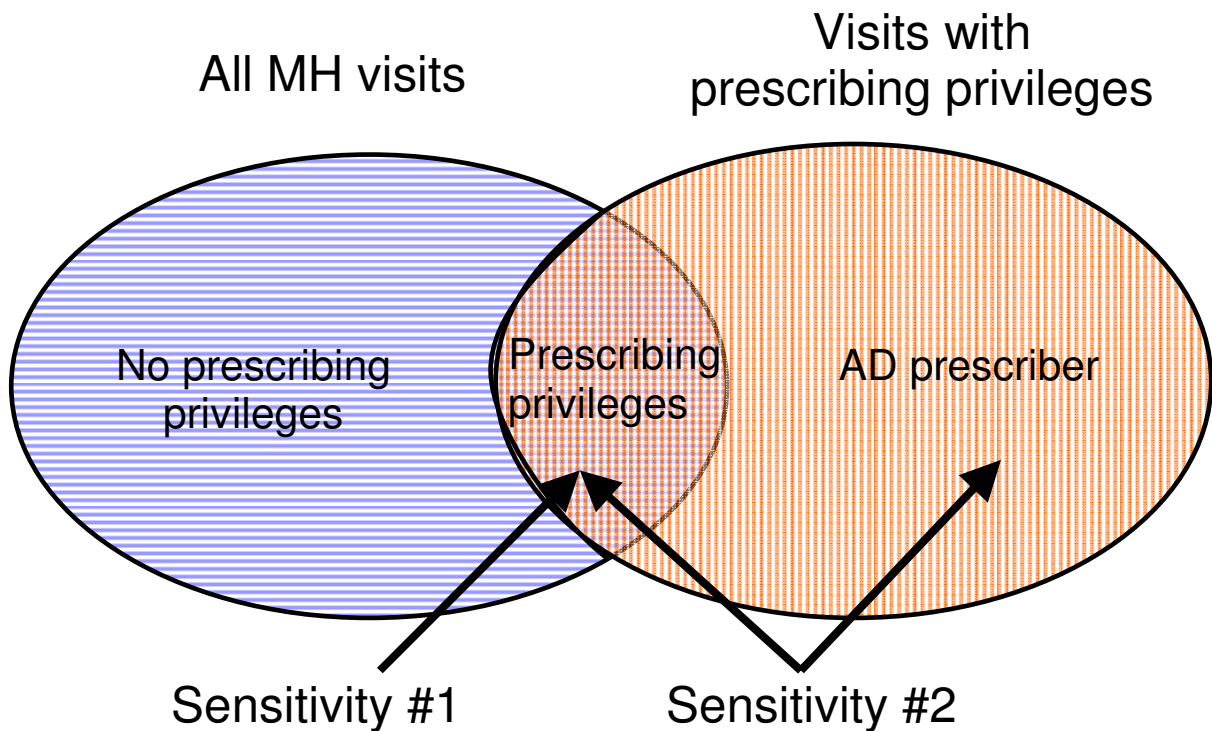 All MH visits
Visits with
prescribing privileges
No prescribing
privileges
Prescribing
privileges
AD prescriber
Sensitivity #1
Sensitivity #2